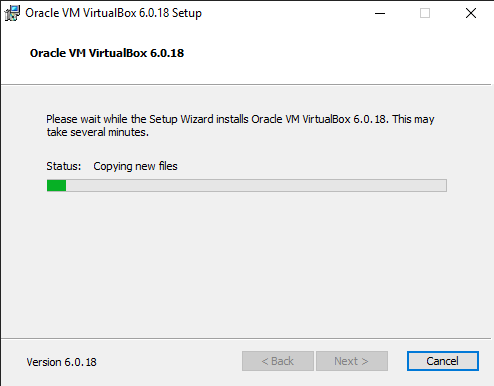 Oracle VM VirtualBox 6.0.18 Setup
Oracle VM VirtualBox 6.0.18
Please wait while the Setup Wizard installs Oracle VM VirtualBox 6.0.18. This may
take several minutes.
Status: Copying new files
Version 6.0.18
< Back Next > Cancel